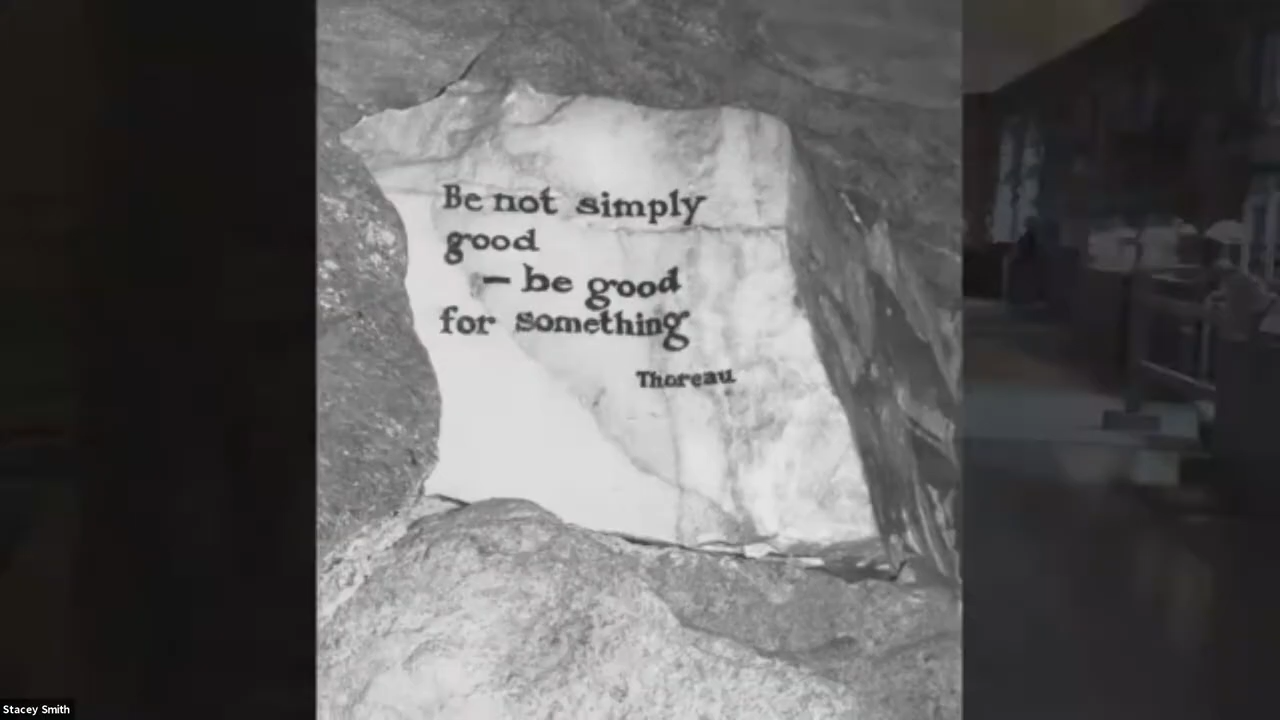 Be not simply
good
– be good
for something
Thoreau
Stacey Smith